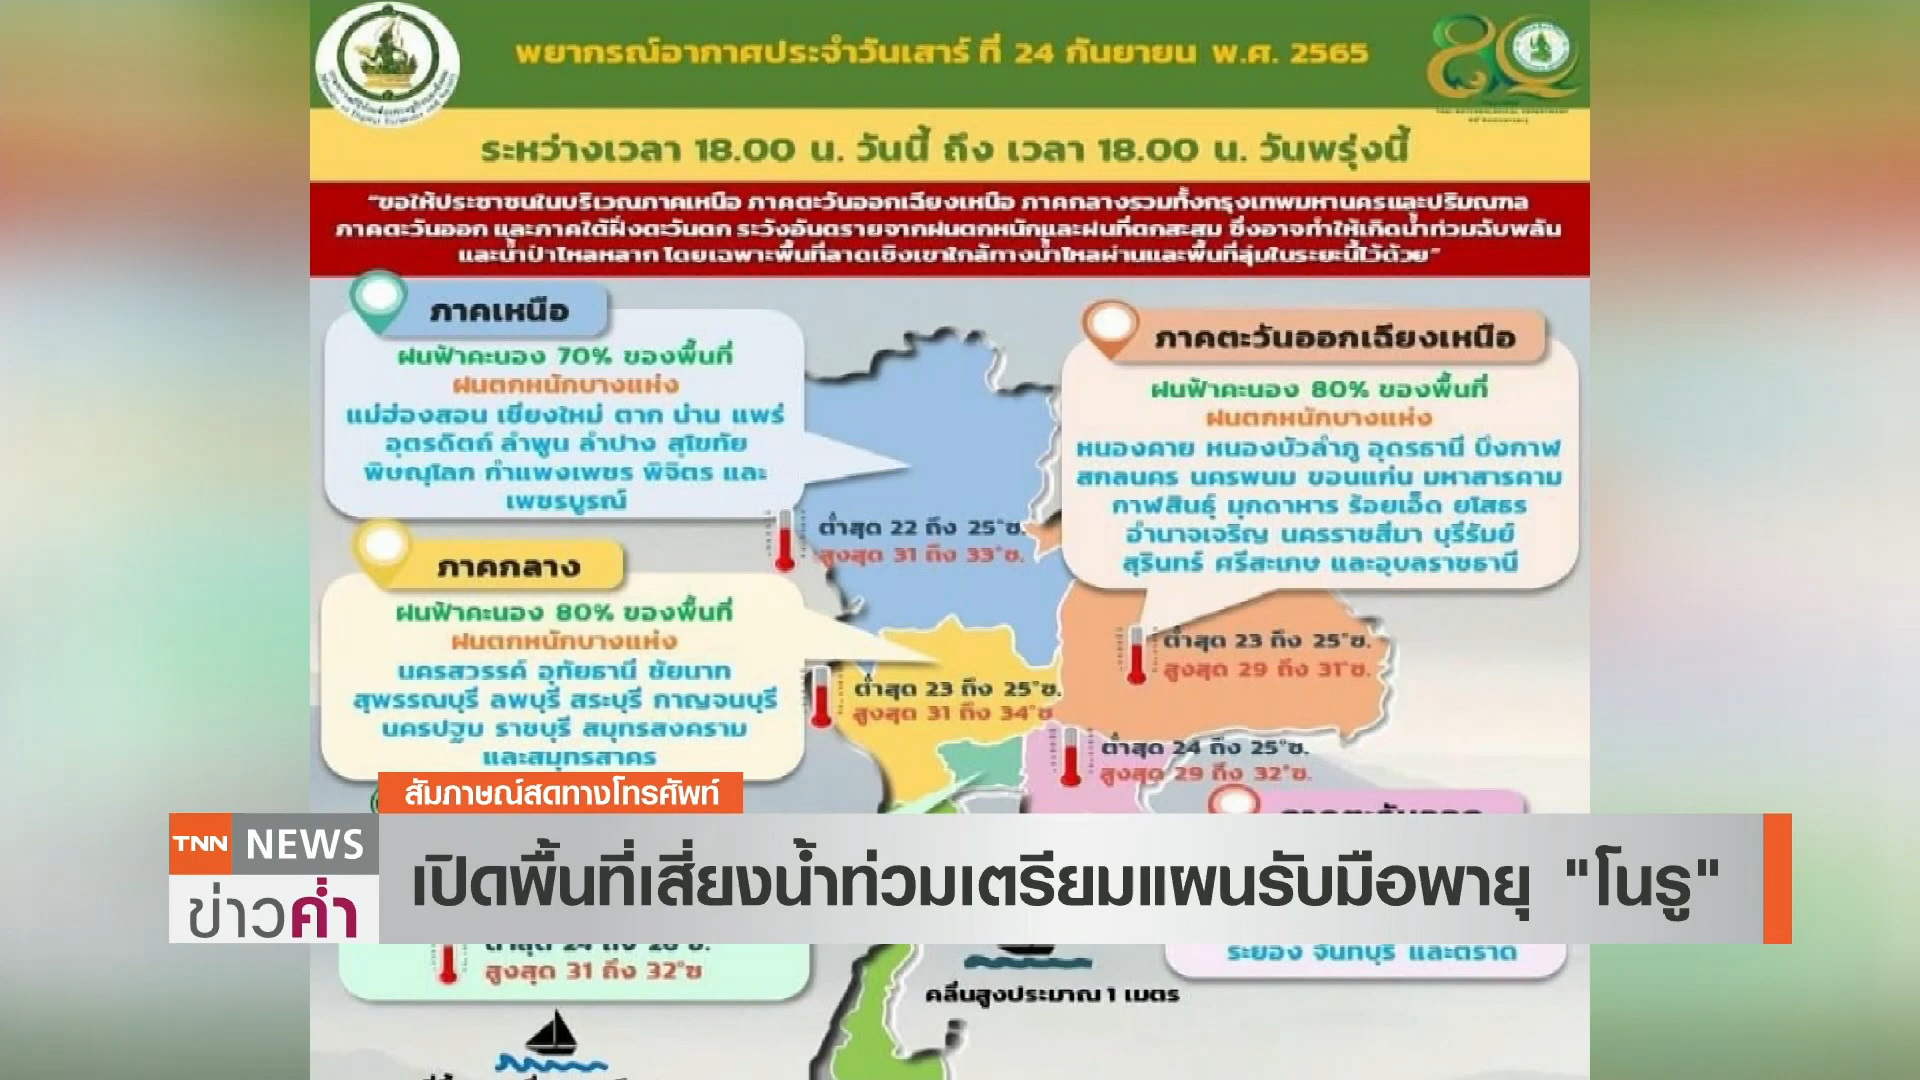 พยากรณ์อากาศประจำวันเสาร์ ที่ 24 กันยายน พ.ศ. 2565
ระหว่างเวลา 18.00 น. วันนี้ ถึง เวลา 18.00 น. วันพรุ่งนี้
"ขอให้ประชาชนในบริเวณภาคเหนือ ภาคตะวันออกเฉียงเหนือ ภาคกลางรวมทั้งกรุงเทพมหานครและปริมณฑล
ภาคตะวันออก และภาคใต้ฝั่งตะวันตก ระวังอันตรายจากฝนตกหนักและฝนที่ตกสะสม ซึ่งอาจทำให้เกิดน้ำท่วมฉับพลัน
และน้ำป่าไหลหลาก โดยเฉพาะพื้นที่ลาดเชิงเขาใกล้ทางน้ำไหลผ่านและพื้นที่ลุ่มในระยะนี้ไว้ด้วย"
ภาคเหนือ
ฝนฟ้าคะนอง 70% ของพื้นที่
ฝนตกหนักบางแห่ง
แม่ฮ่องสอน เชียงใหม่ ตาก น่าน แพร่
อุตรดิตถ์ ลำพูน ลำปาง สุโขทัย
พิษณุโลก กำแพงเพชร พิจิตร และ
เพชรบูรณ์
ต่ำสุด 22 ถึง 25°ซ.
สูงสุด 31 ถึง 33°ซ.
ภาคตะวันออกเฉียงเหนือ
ฝนฟ้าคะนอง 80% ของพื้นที่
ฝนตกหนักบางแห่ง
หนองคาย หนองบัวลำภู อุดรธานี บึงกาฬ
สกลนคร นครพนม ขอนแก่น มหาสารคาม
กาฬสินธุ์ มุกดาหาร ร้อยเอ็ด ยโสธร
อำนาจเจริญ นครราชสีมา บุรีรัมย์
สุรินทร์ ศรีสะเกษ และอุบลราชธานี
ต่ำสุด 23 ถึง 25°ซ.
สูงสุด 29 ถึง 31°ซ.
ภาคกลาง
ฝนฟ้าคะนอง 80% ของพื้นที่
ฝนตกหนักบางแห่ง
นครสวรรค์ อุทัยธานี ชัยนาท
สุพรรณบุรี ลพบุรี สระบุรี กาญจนบุรี
นครปฐม ราชบุรี สมุทรสงคราม
และสมุทรสาคร
ต่ำสุด 23 ถึง 25°ซ.
สูงสุด 31 ถึง 34°ซ
ต่ำสุด 24 ถึง 25°ซ.
สูงสุด 29 ถึง 32°ซ.
สัมภาษณ์สดทางโทรศัพท์
TNN NEWS
ข่าวค่ำ
เปิดพื้นที่เสี่ยงน้ำท่วมเตรียมแผนรับมือพายุ "โนรู"
สูงสุด 31 ถึง 32°ซ
ระยอง จันทบุรี และตราด
คลื่นสูงประมาณ 1 เมตร